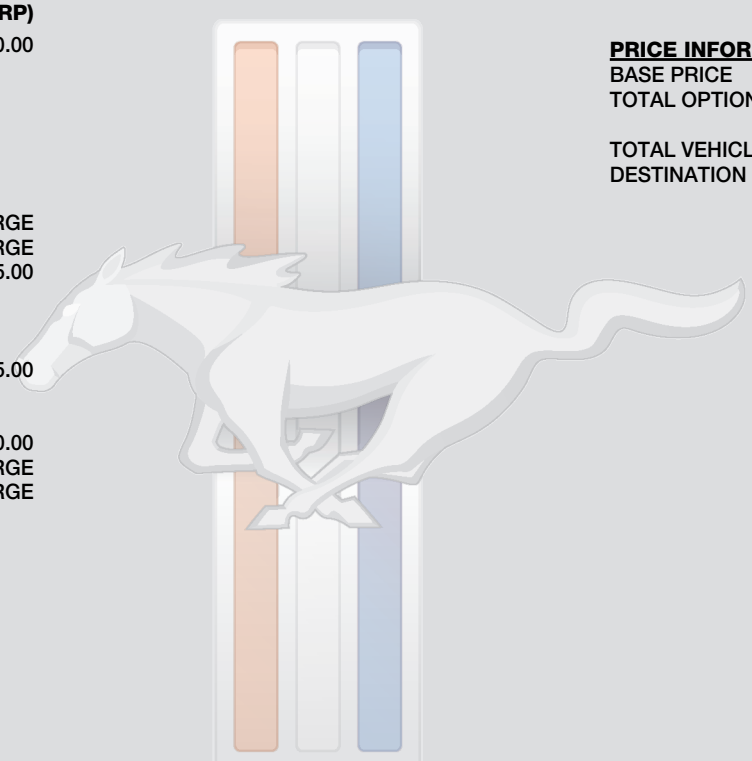 RP)
0.00
RGE
RGE
5.00
5.00
0.00
RGE
RGE
PRICE INFOR
BASE PRICE
TOTAL OPTION
TOTAL VEHICL
DESTINATION